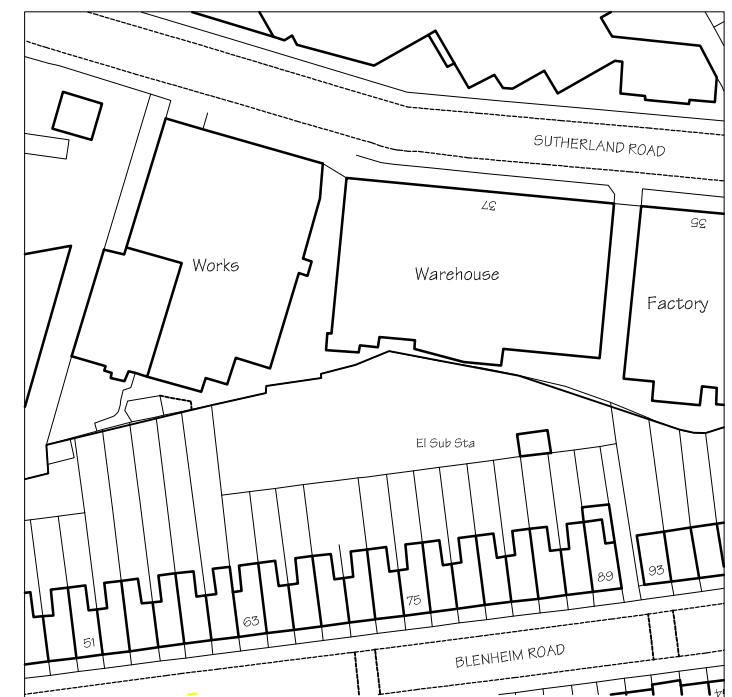 SUTHERLAND ROAD
37
35
Works
Warehouse
Factory
El Sub Sta
51
63
75
89
93
BLENHEIM ROAD